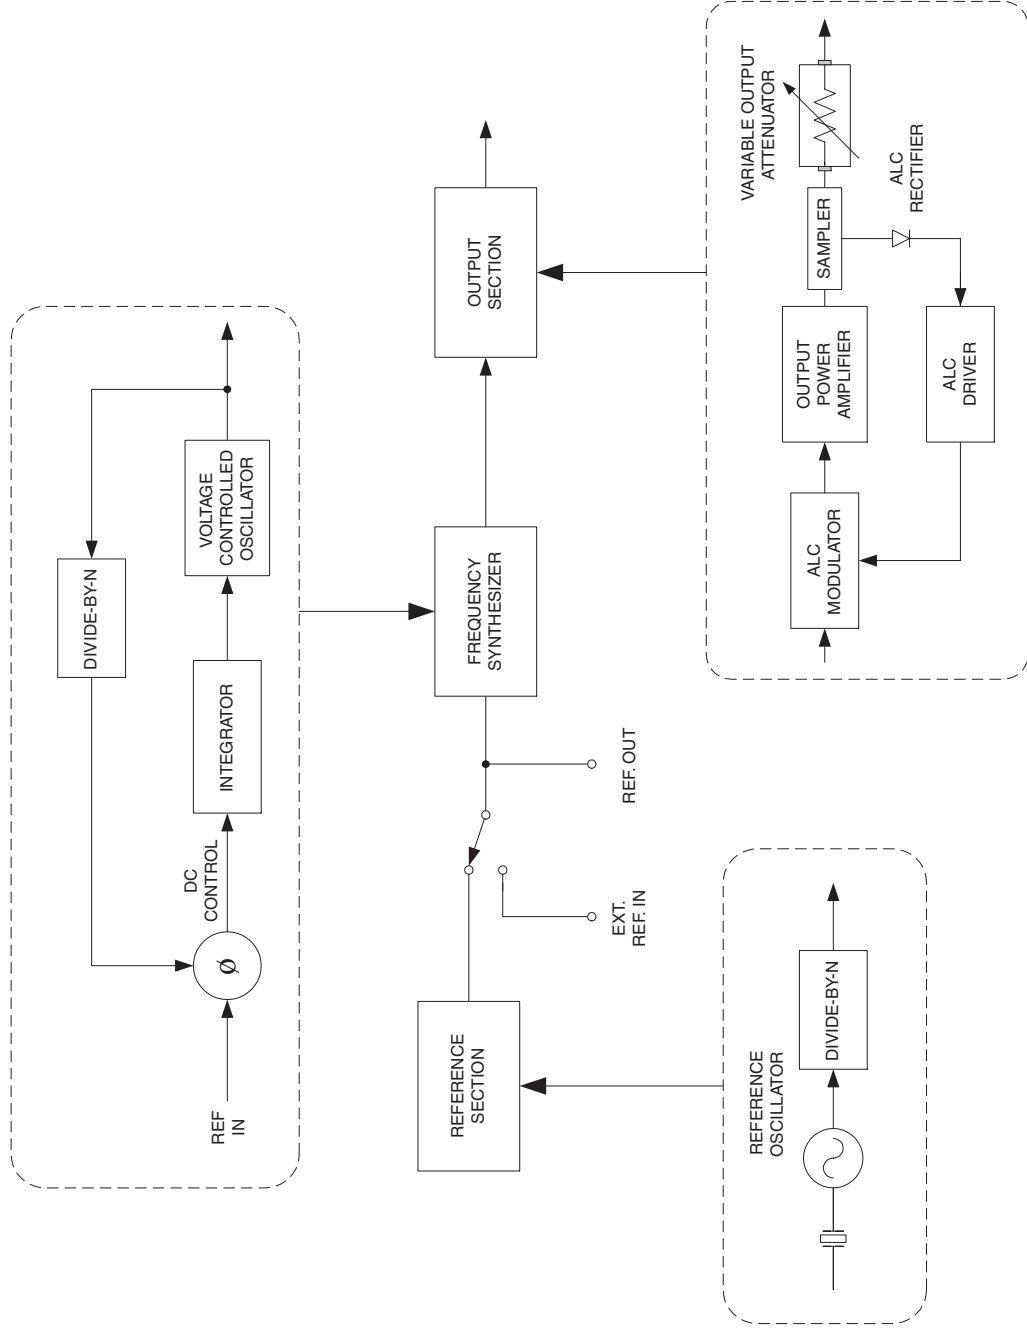 REF
IN
Ø
DC
CONTROL
INTEGRATOR
VOLTAGE
CONTROLLED
OSCILLATOR
DIVIDE-BY-N
REFERENCE
SECTION
EXT.
REF. IN
REF. OUT
FREQUENCY
SYNTHESIZER
OUTPUT
SECTION
REFERENCE
OSCILLATOR
DIVIDE-BY-N
ALC
MODULATOR
OUTPUT
POWER
AMPLIFIER
SAMPLER
VARIABLE OUTPUT
ATTENUATOR
ALC
RECTIFIER
ALC
DRIVER